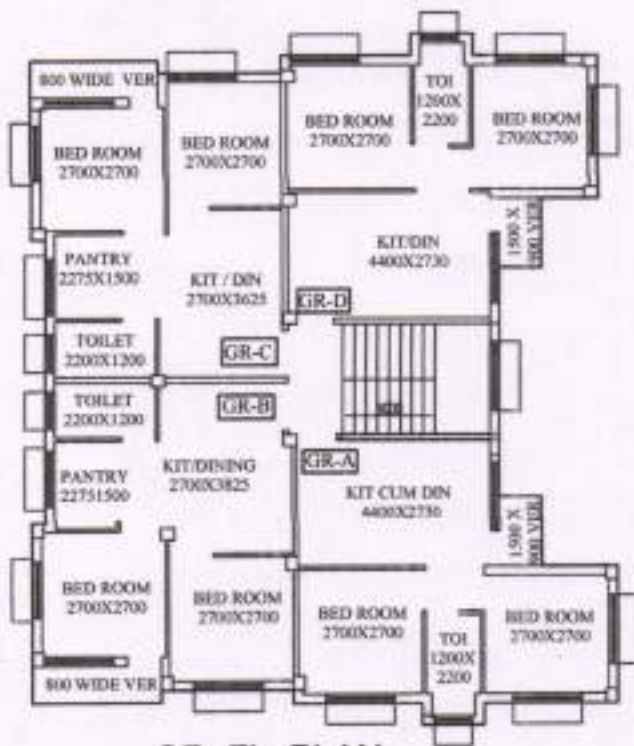 800 WIDE VER
BED ROOM
2700X2700
BED ROOM
2700X2700
BED ROOM
2700X2700
TOI
1200X
2200
BED ROOM
2700X2700
PANTRY
2275X1500
KIT / DIN
2700X3625
KIT/DIN
4400X2730
1500 X
900 VER
GR-D
TOILET
2200X1200
GR-C
TOILET
2200X1200
GR-B
GR-A
PANTRY
22751500
KIT/DINING
2700X3825
KIT CUM DIN
4400X2730
1500 X
900 VER
BED ROOM
2700X2700
BED ROOM
2700X2700
BED ROOM
2700X2700
TOI
1200X
2200
BED ROOM
2700X2700
800 WIDE VER